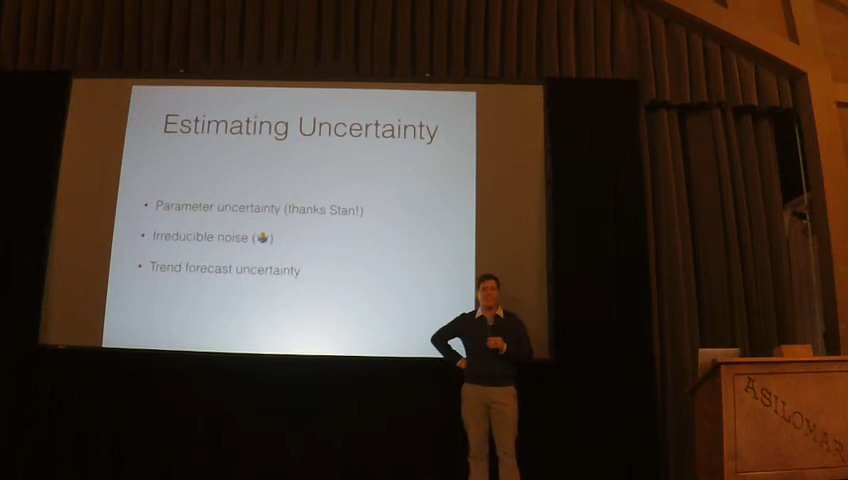 Estimating Uncertainty
• Parameter uncertainty (thanks Stan!)
• Irreducible noise (🤷)
• Trend forecast uncertainty
ASILOMAR